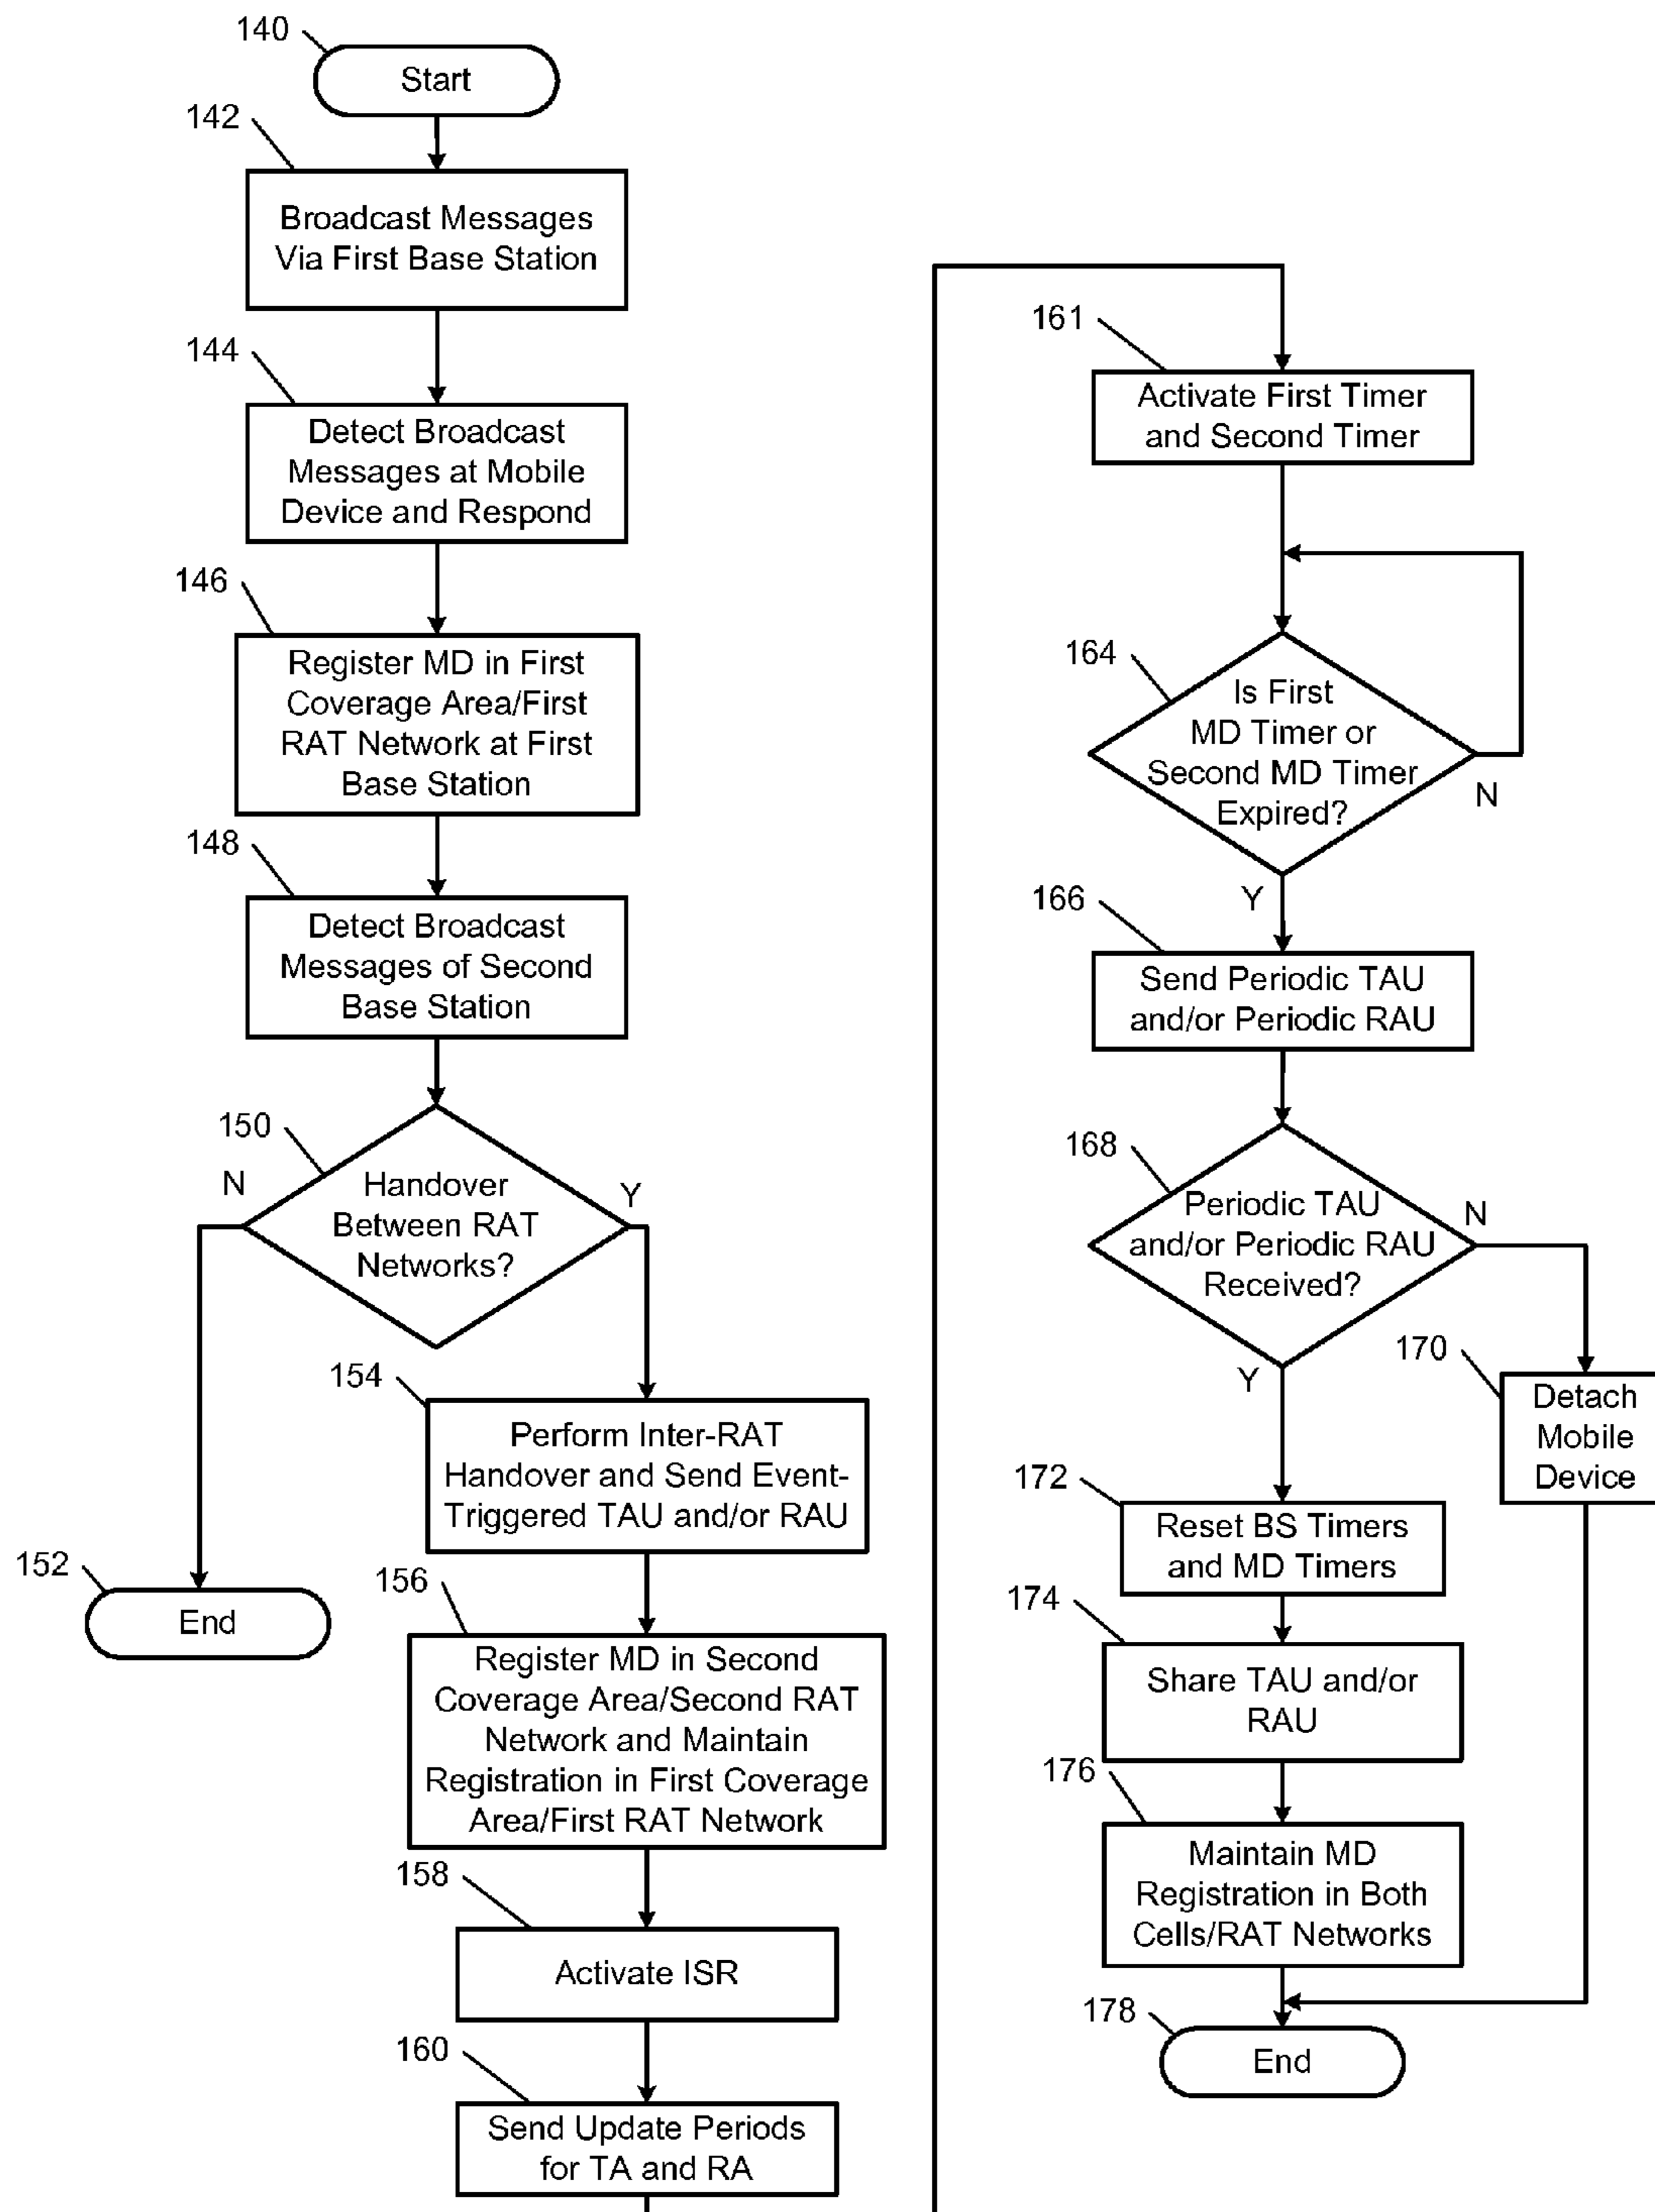 140
Start
142
Broadcast Messages
Via First Base Station
144
Detect Broadcast
Messages at Mobile
Device and Respond
146
Register MD in First
Coverage Area/First
RAT Network at First
Base Station
148
Detect Broadcast
Messages of Second
Base Station
150
N
Handover
Between RAT
Networks?
Y
152
End
154
Perform Inter-RAT
Handover and Send Event-
Triggered TAU and/or RAU
156
Register MD in Second
Coverage Area/Second RAT
Network and Maintain
Registration in First Coverage
Area/First RAT Network
158
Activate ISR
160
Send Update Periods
for TA and RA
161
Activate First Timer
and Second Timer
164
Is First
MD Timer or
Second MD Timer
Expired?
N
Y
166
Send Periodic TAU
and/or Periodic RAU
168
Periodic TAU
and/or Periodic RAU
Received?
N
Y
170
Detach
Mobile
Device
172
Reset BS Timers
and MD Timers
174
Share TAU and/or
RAU
176
Maintain MD
Registration in Both
Cells/RAT Networks
178
End